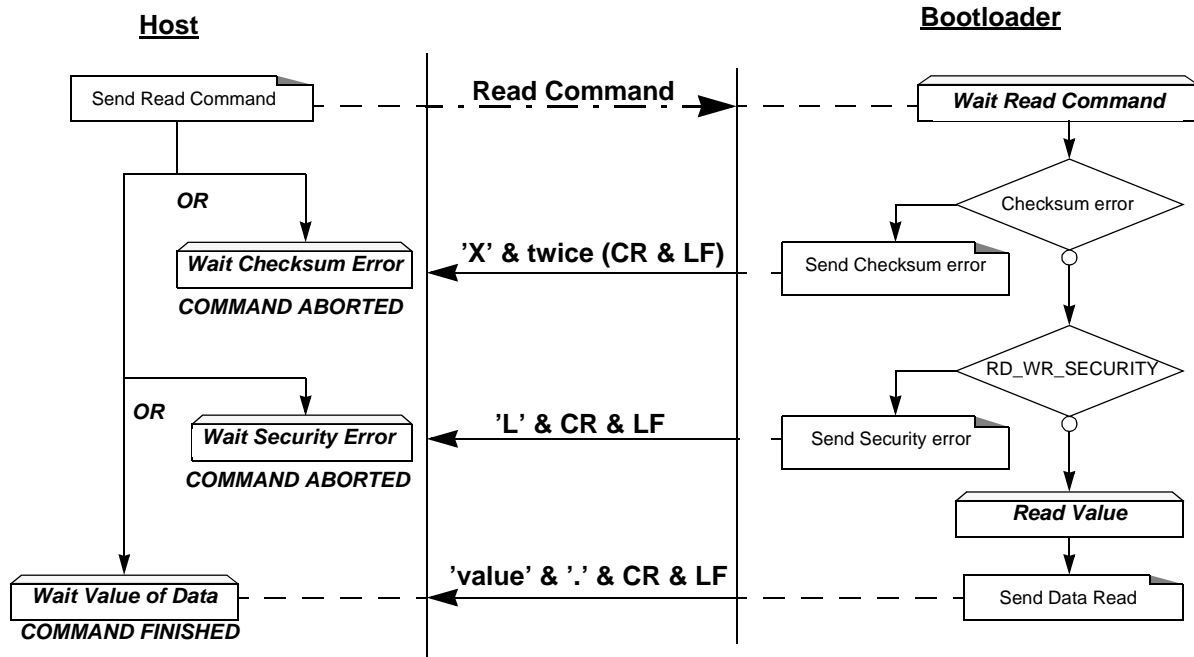 Host
Bootloader
Send Read Command
Read Command
Wait Read Command
OR
Checksum error
Wait Checksum Error
’X’ & twice (CR & LF)
Send Checksum error
COMMAND ABORTED
RD_WR_SECURITY
OR
Wait Security Error
’L’ & CR & LF
Send Security error
COMMAND ABORTED
Read Value
'value' & '.' & CR & LF
Wait Value of Data
Send Data Read
COMMAND FINISHED